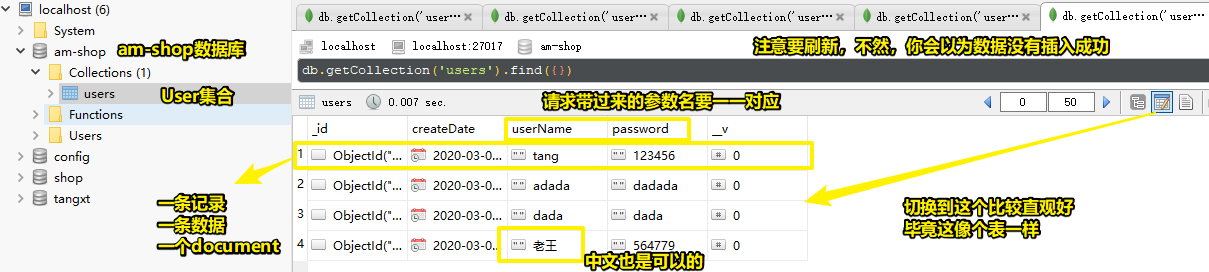 localhost (6)
System
am-shop
am-shop数据库
Collections (1)
users
User集合
Functions
Users
config
shop
tangxt
一条记录
一条数据
一个document
db.getCollection('user···
db.getCollection('user···
db.getCollection('user···
db.getCollection('user···
db.getCollection('user···
localhost
localhost:27017
am-shop
注意要刷新，不然，你会以为数据没有插入成功
db.getCollection('users').find({})
users
0.007 sec.
请求带过来的参数名要一一对应
0
50
_id createDate userName password __v
1 ObjectId("... 2020-03-0... tang 123456 0
2 ObjectId("... 2020-03-0... adada dadada 0
3 ObjectId("... 2020-03-0... dada dada 0
4 ObjectId("... 2020-03-0... 老王 564779 0
切换到这个比较直观好
毕竟这像个表一样
中文也是可以的